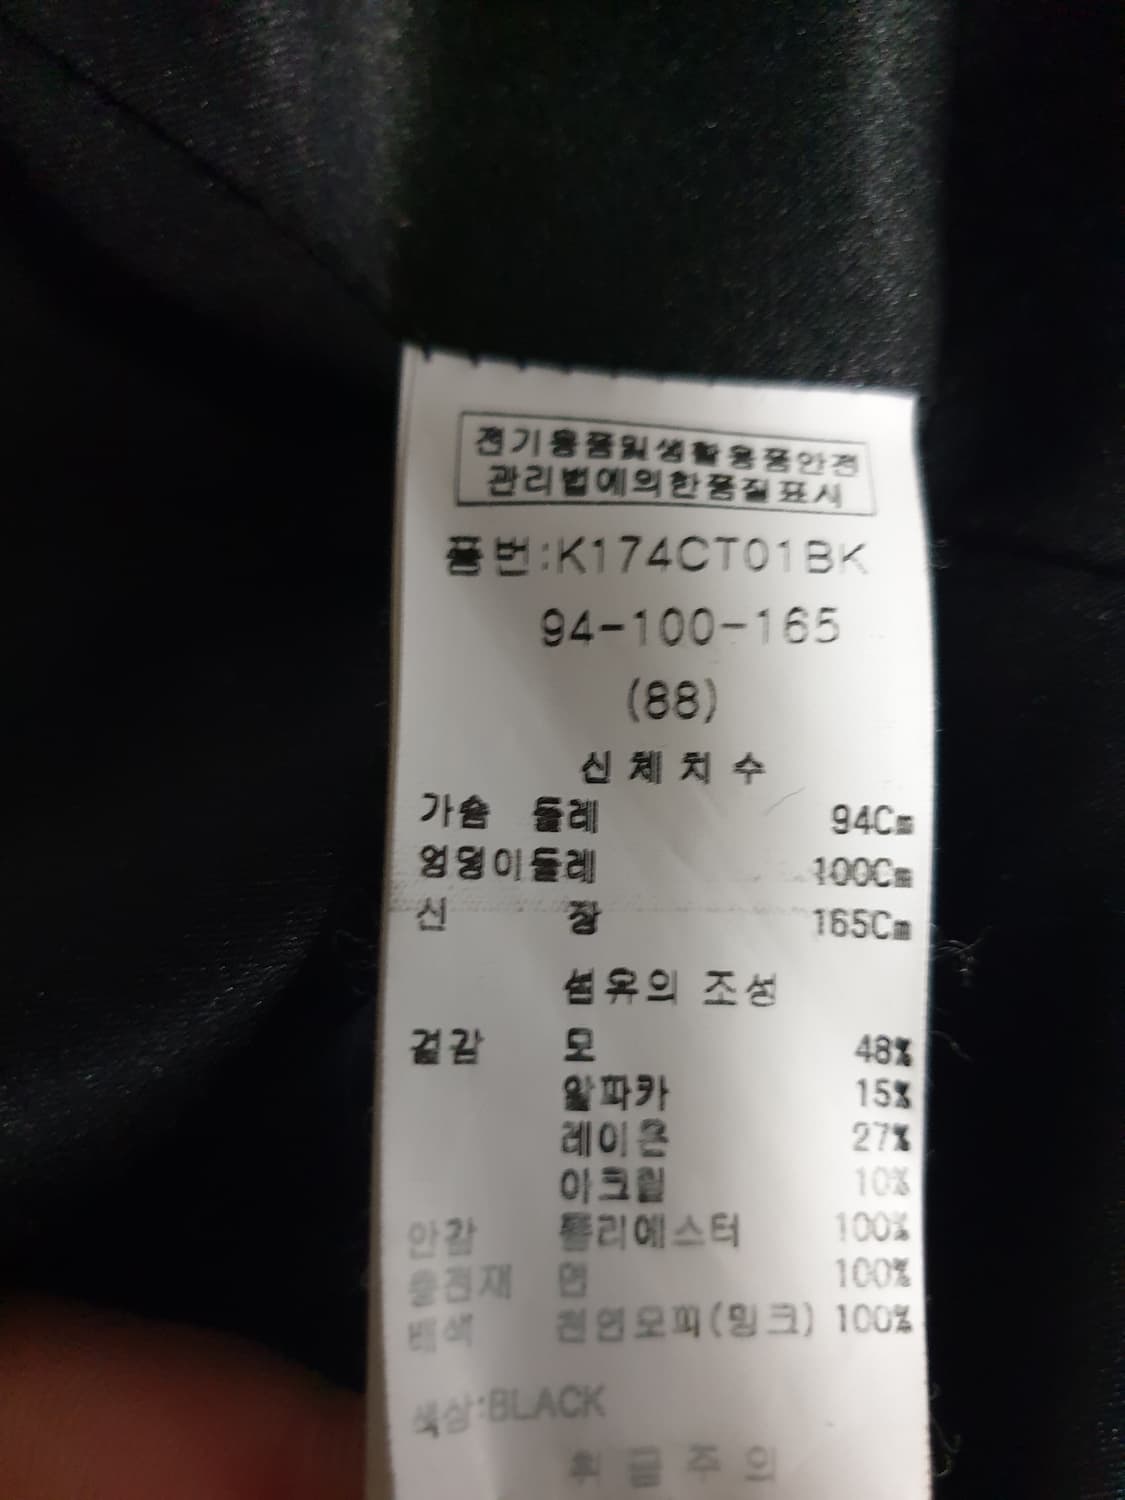 전기용품및생활용품안전
관리법에의한품질표시
품번:K174CT01BK
94-100-165
(88)
신체치수
가슴 둘레 94Cm
엉덩이둘레 100Cm
신 장 165Cm
섬유의 조성
겉감 모 48%
알파카 15%
레이온 27%
아크릴 10%
안감 폴리에스터 100%
충전재 면 100%
배색 천연모피(밍크) 100%
색상:BLACK
취급주의